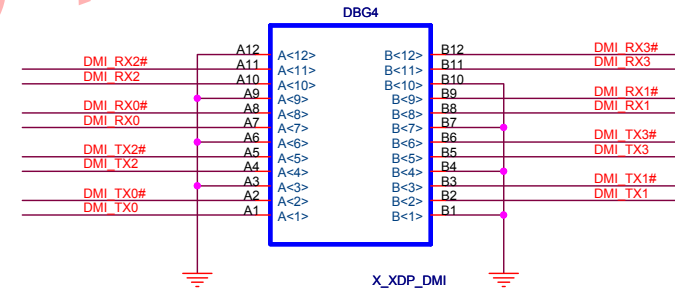 DBG4
A12 A<12> B<12> B12 DMI_RX3#
DMI_RX2# A11 A<11> B<11> B11 DMI_RX3
DMI_RX2 A10 A<10> B<10> B10
A9 A<9> B<9> B9 DMI_RX1#
DMI_RX0# A8 A<8> B<8> B8 DMI_RX1
DMI_RX0 A7 A<7> B<7> B7
A6 A<6> B<6> B6 DMI_TX3#
DMI_TX2# A5 A<5> B<5> B5 DMI_TX3
DMI_TX2 A4 A<4> B<4> B4
A3 A<3> B<3> B3 DMI_TX1#
DMI_TX0# A2 A<2> B<2> B2 DMI_TX1
DMI_TX0 A1 A<1> B<1> B1
X_XDP_DMI